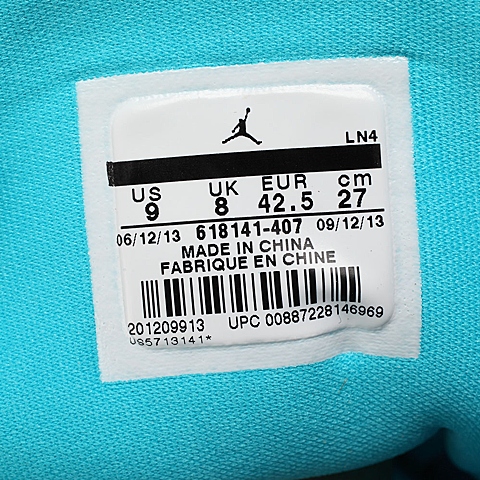 LN4
US UK EUR cm
9 8 42.5 27
06/12/13 618141-407 09/12/13
MADE IN CHINA
FABRIQUE EN CHINE
201209913 UPC 00887228146969
US5713141*